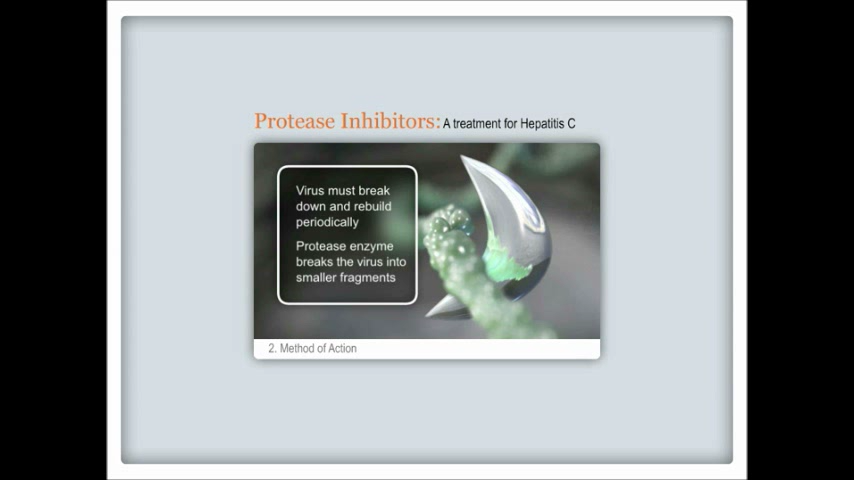 Protease Inhibitors: A treatment for Hepatitis C
Virus must break
down and rebuild
periodically
Protease enzyme
breaks the virus into
smaller fragments
2. Method of Action